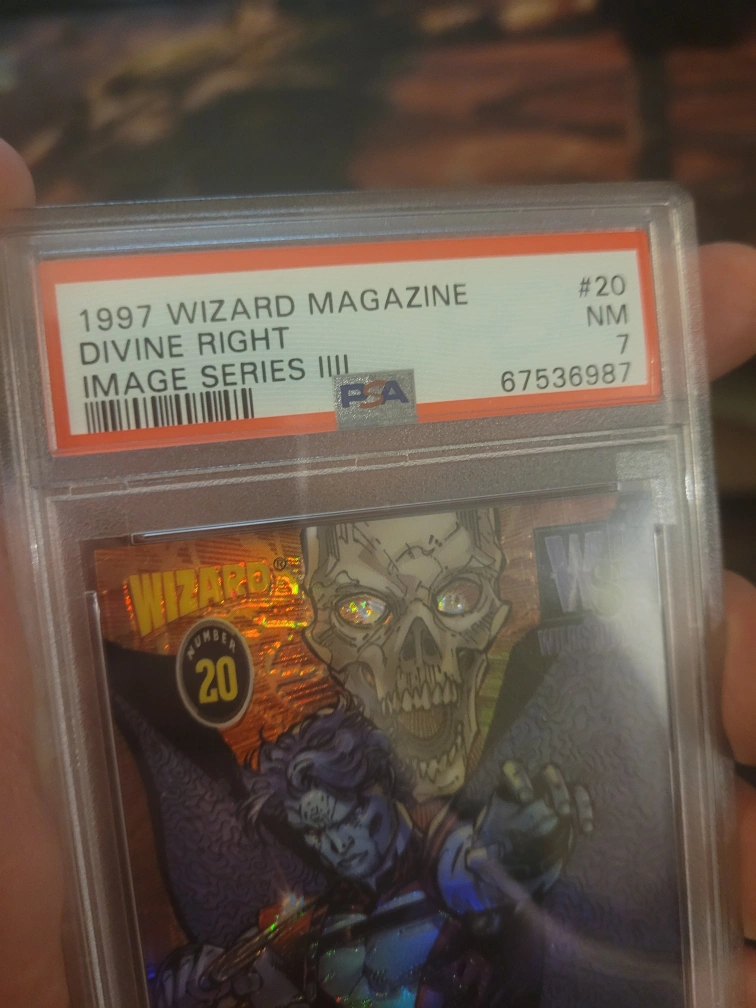 1997 WIZARD MAGAZINE #20
DIVINE RIGHT NM
IMAGE SERIES IIII 7
67536987
PSA
WIZARD®
NUMBER
20
W